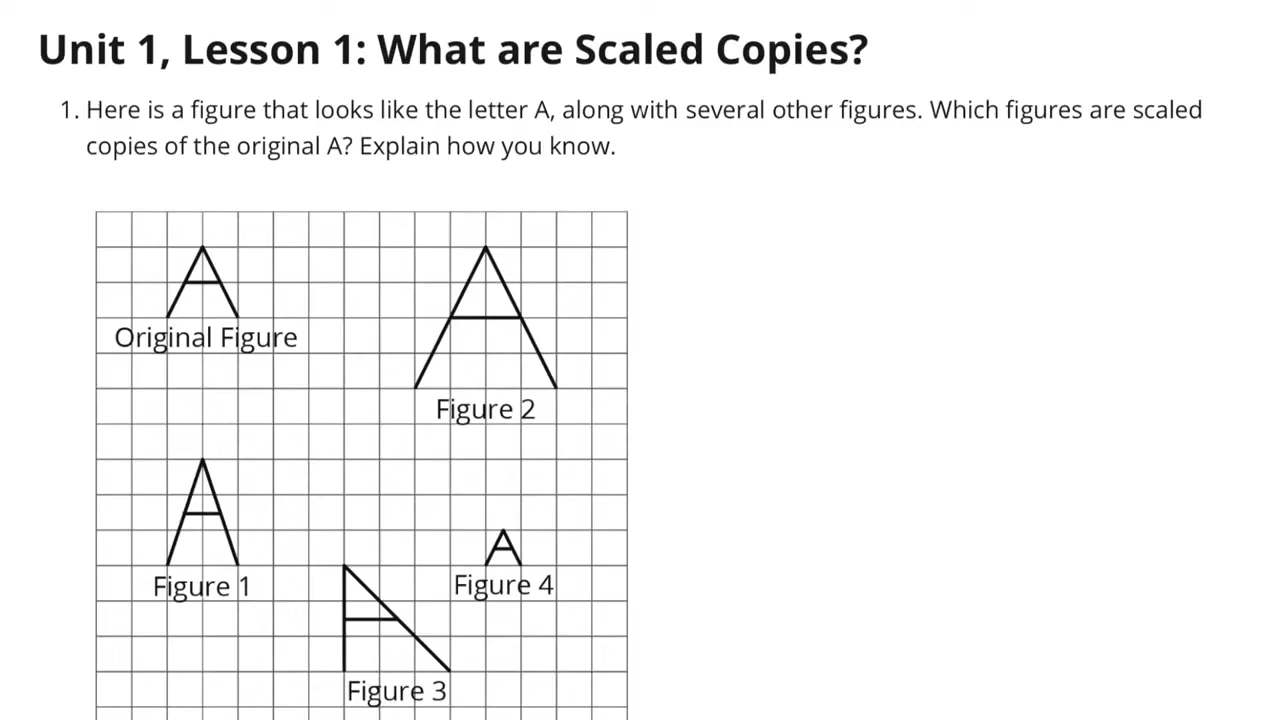 Unit 1, Lesson 1: What are Scaled Copies?
1. Here is a figure that looks like the letter A, along with several other figures. Which figures are scaled
copies of the original A? Explain how you know.
Original Figure
Figure 2
Figure 1
Figure 4
Figure 3